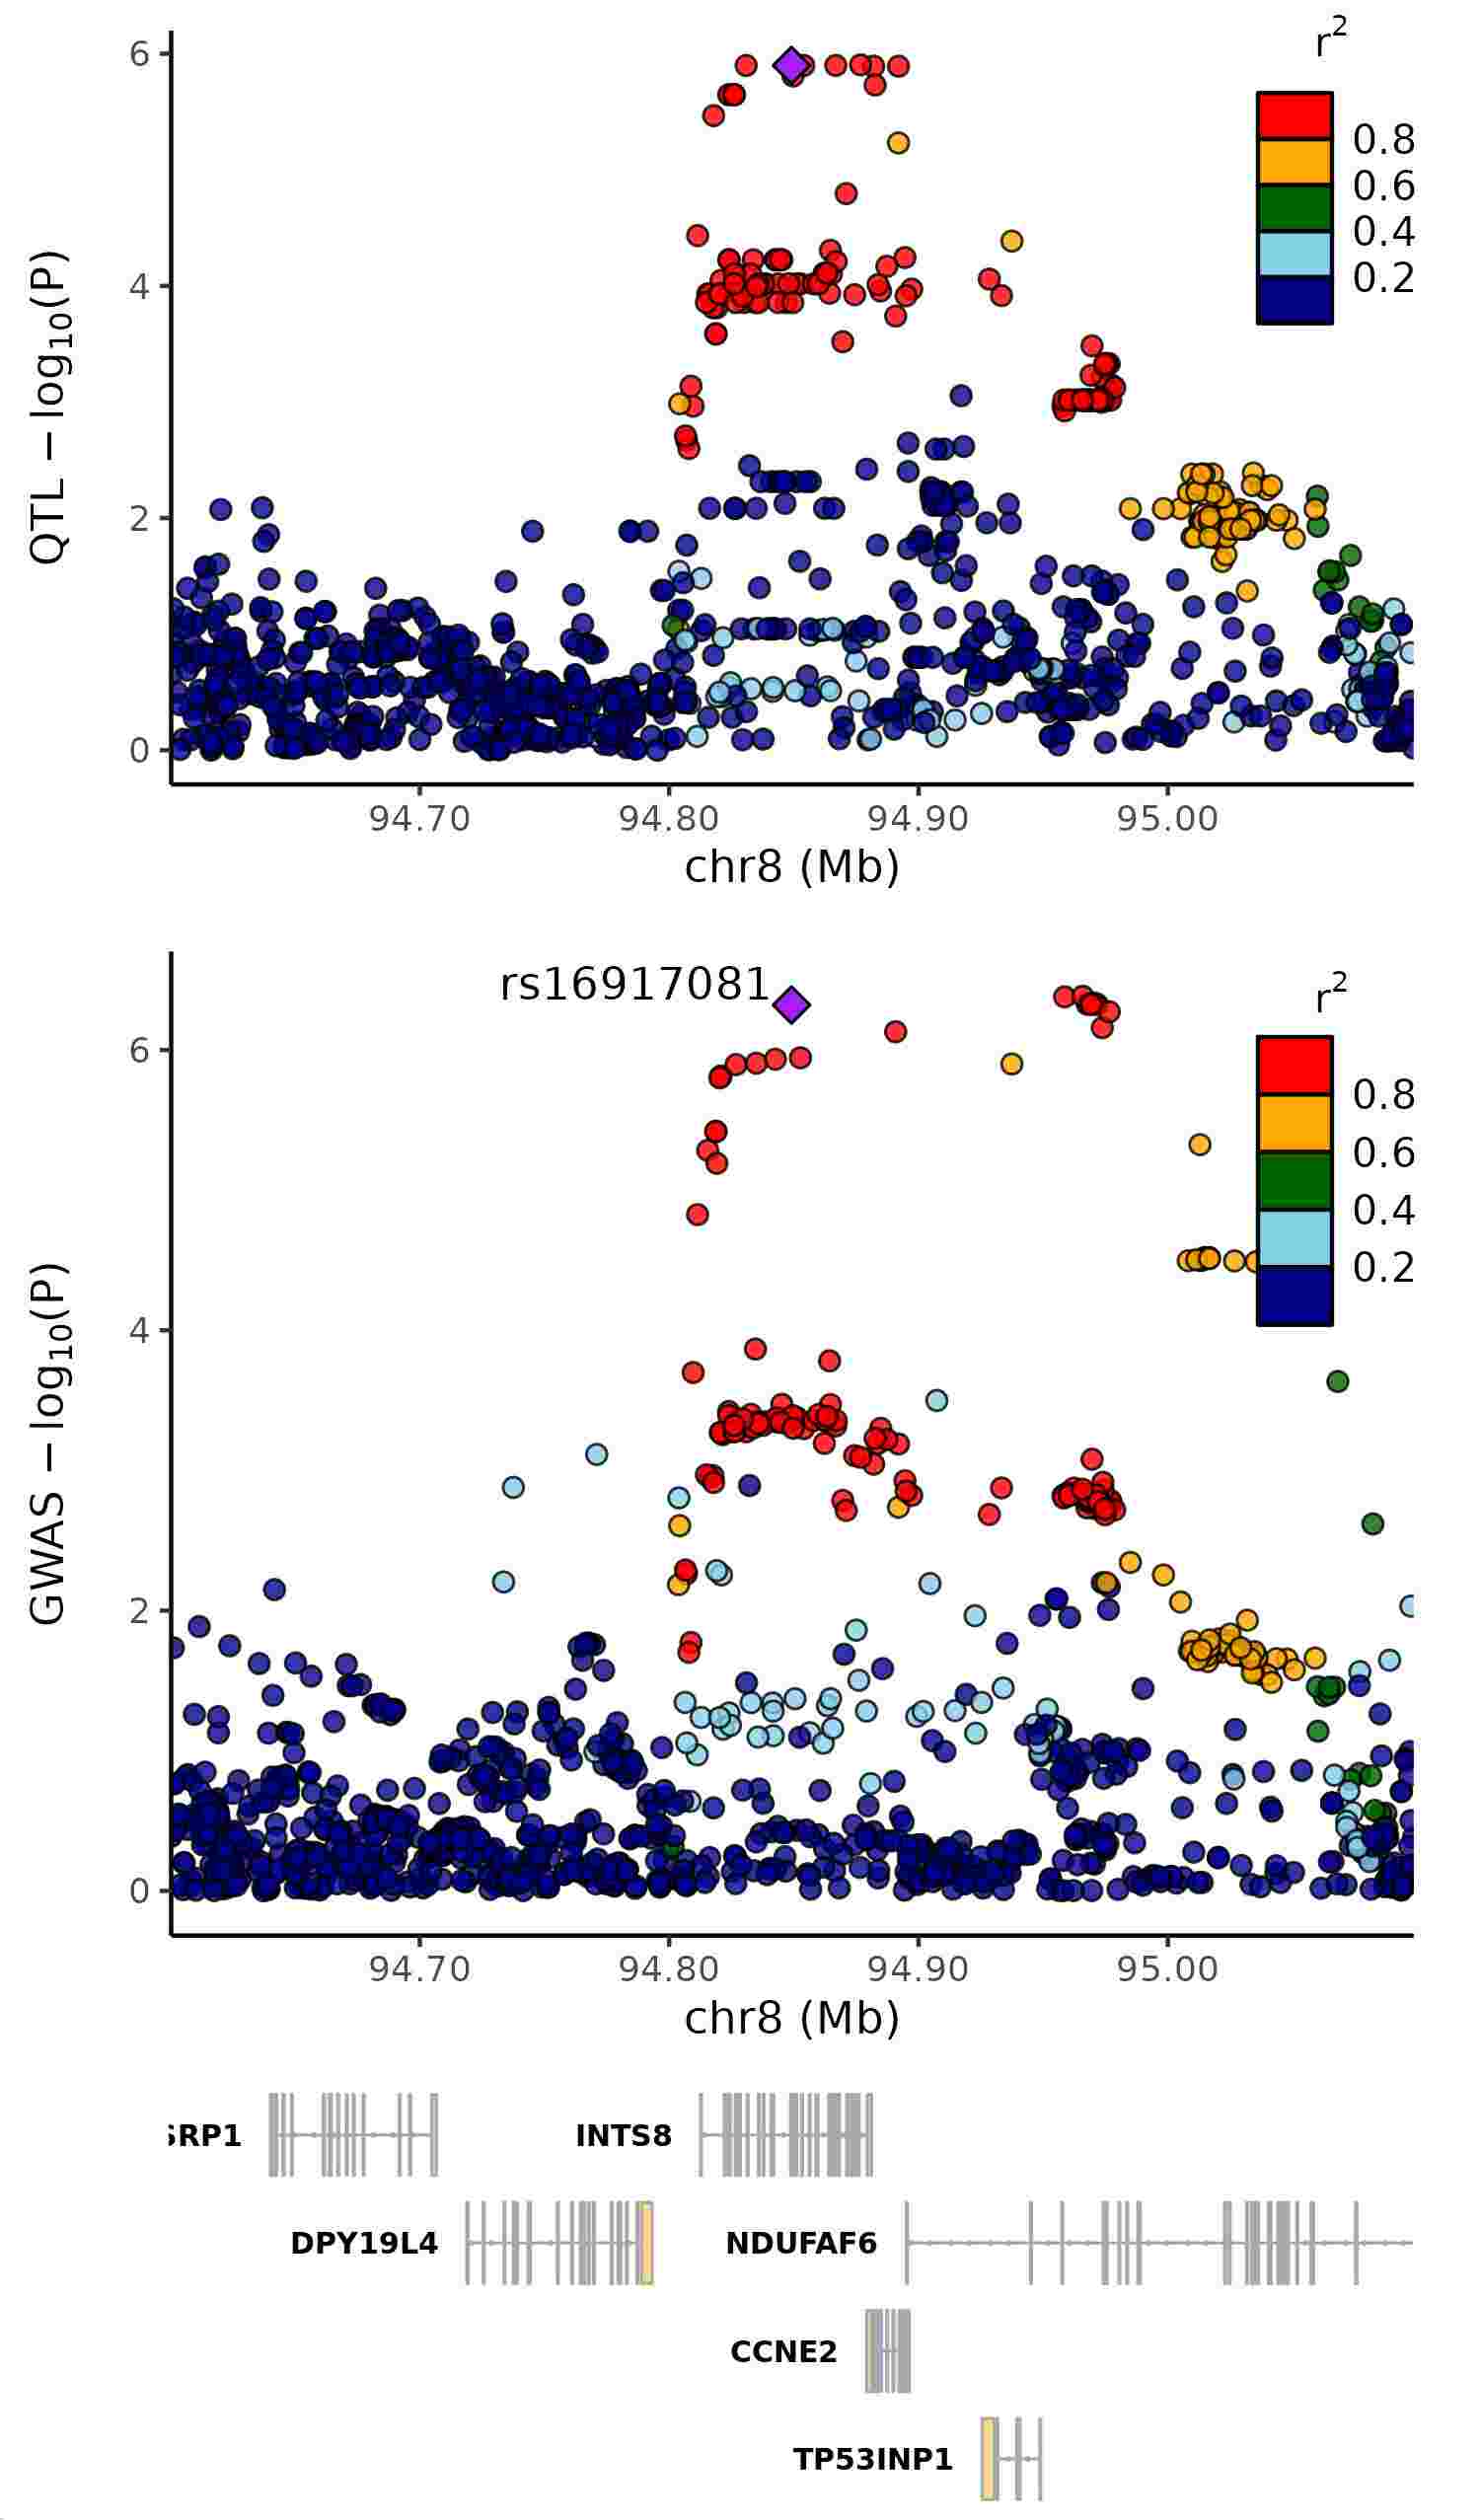 r²
6
4
2
0
0.8
0.6
0.4
0.2
QTL – log₁₀(P)
94.70 94.80 94.90 95.00
chr8 (Mb)
rs16917081
r²
6
4
2
0
0.8
0.6
0.4
0.2
GWAS – log₁₀(P)
94.70 94.80 94.90 95.00
chr8 (Mb)
SRP1 INTS8
DPY19L4 NDUFAF6
CCNE2
TP53INP1